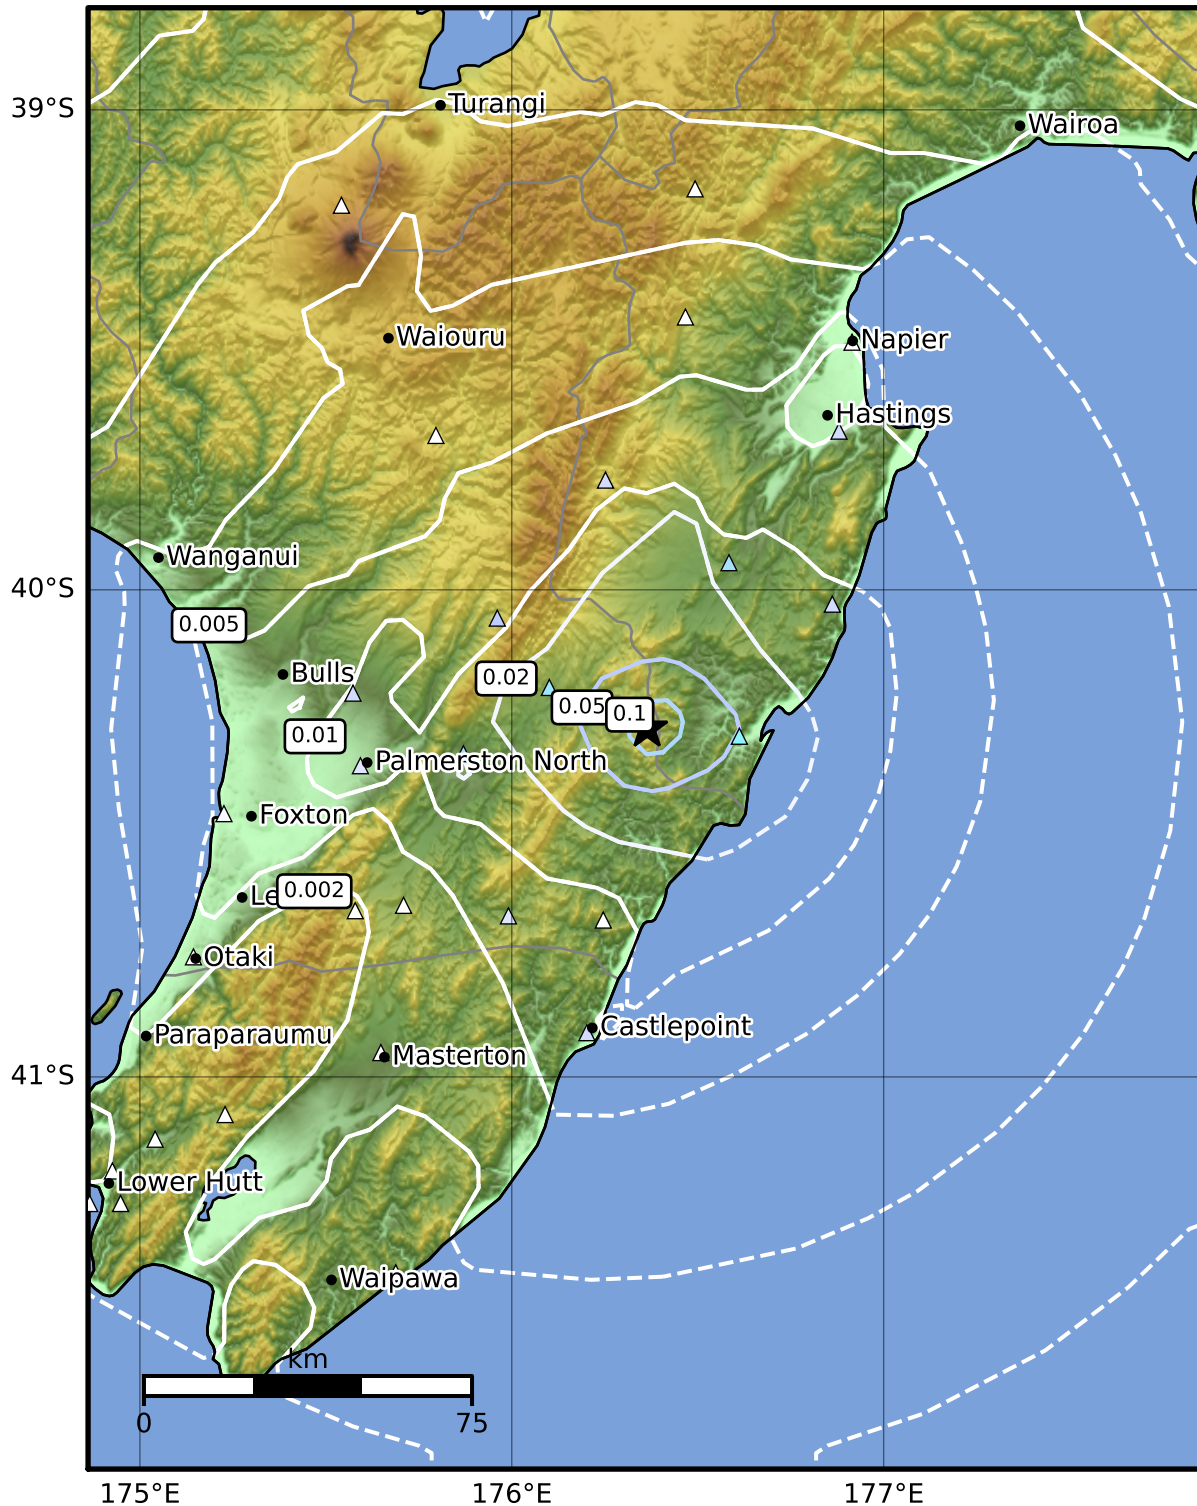 39°S
Turangi
Wairoa
Waiouru
Napier
Hastings
Wanganui
40°S
0.005
Bulls
0.02
0.05
0.1
0.01
Palmerston North
Foxton
Le
0.002
Otaki
Castlepoint
Paraparaumu
Masterton
41°S
Lower Hutt
Waipawa
km
0
75
175°E
176°E
177°E